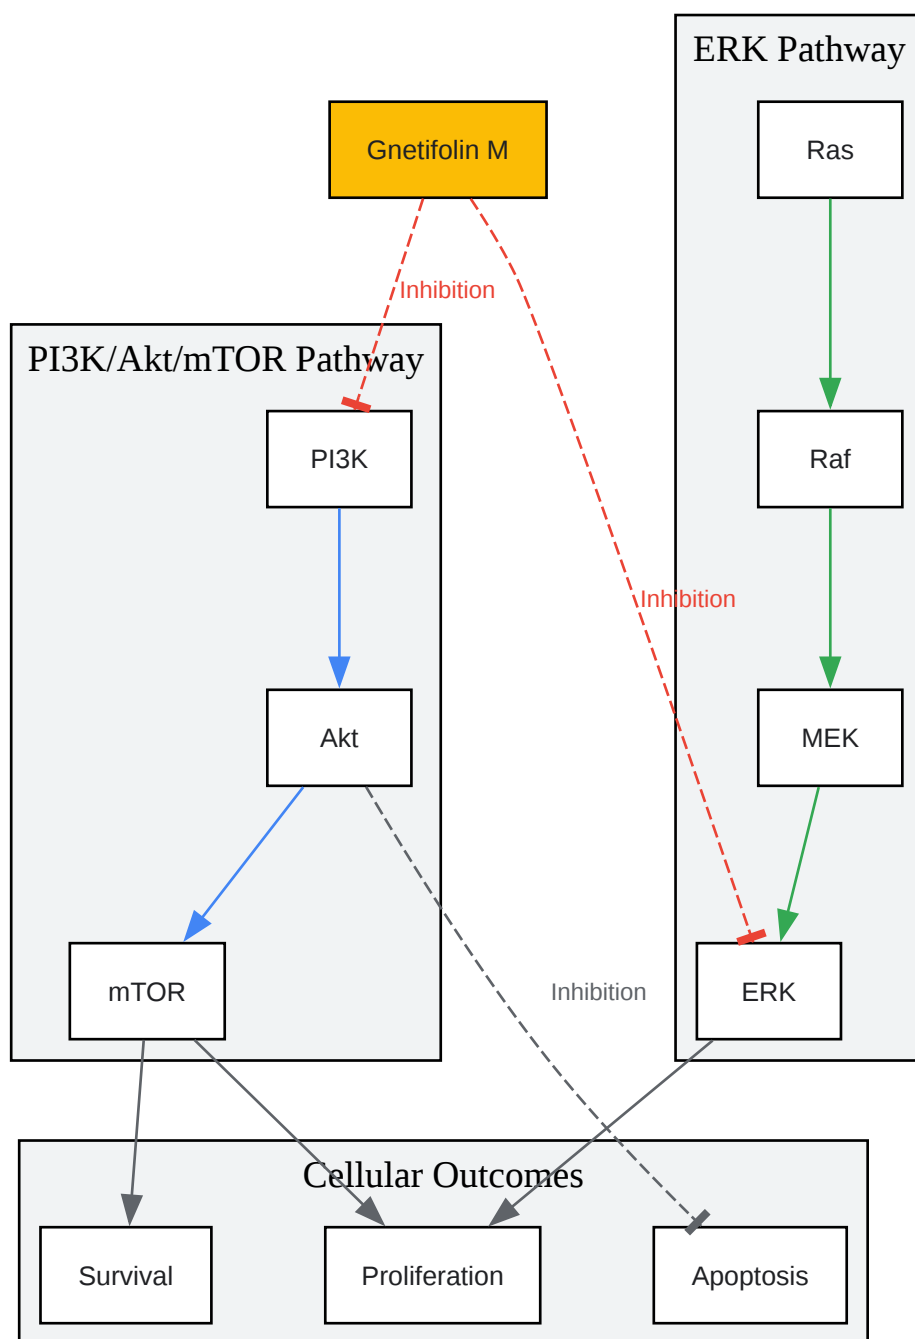 ERK Pathway
Gnetifolin M
Ras
Inhibition
PI3K/Akt/mTOR Pathway
PI3K
Raf
Inhibition
Akt
MEK
mTOR
Inhibition
ERK
Cellular Outcomes
Survival
Proliferation
Apoptosis